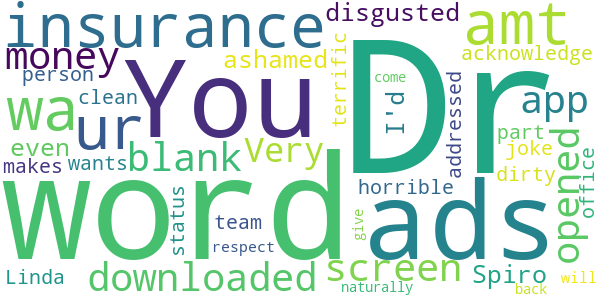 insurance
disgusted
amt
money
ashamed
terrific
acknowledge
person
You
Dr
come
clean
I'd
addressed
app
wa
ur
even
blank
Very
part
joke
opened
office
makes
wants
word
status
horrible
ads
dirty
team
give
respect
Linda
downloaded
screen
naturally
Spiro
will
back